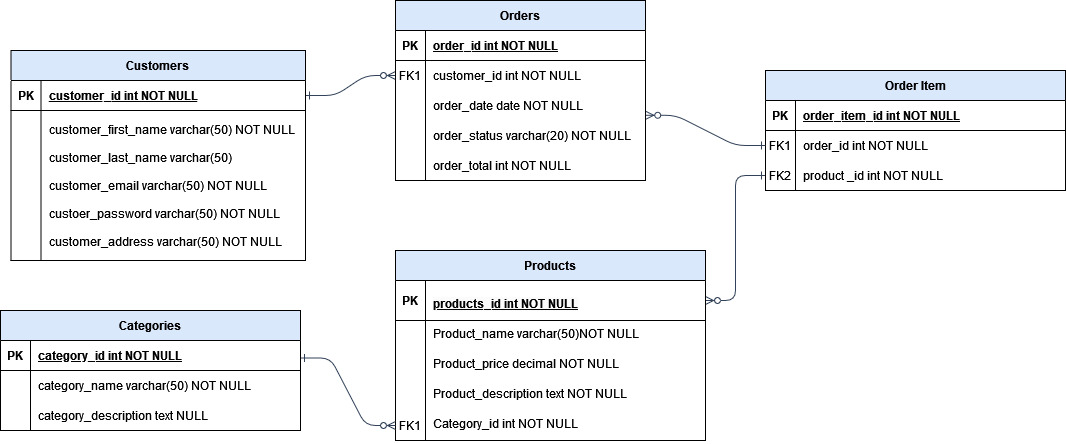 Customers
PK customer_id int NOT NULL
customer_first_name varchar(50) NOT NULL
customer_last_name varchar(50)
customer_email varchar(50) NOT NULL
custoer_password varchar(50) NOT NULL
customer_address varchar(50) NOT NULL
Orders
PK order_id int NOT NULL
FK1 customer_id int NOT NULL
order_date date NOT NULL
order_status varchar(20) NOT NULL
order_total int NOT NULL
Order Item
PK order_item_id int NOT NULL
FK1 order_id int NOT NULL
FK2 product _id int NOT NULL
Categories
PK category_id int NOT NULL
category_name varchar(50) NOT NULL
category_description text NULL
Products
PK products_id int NOT NULL
Product_name varchar(50)NOT NULL
Product_price decimal NOT NULL
Product_description text NOT NULL
FK1 Category_id int NOT NULL